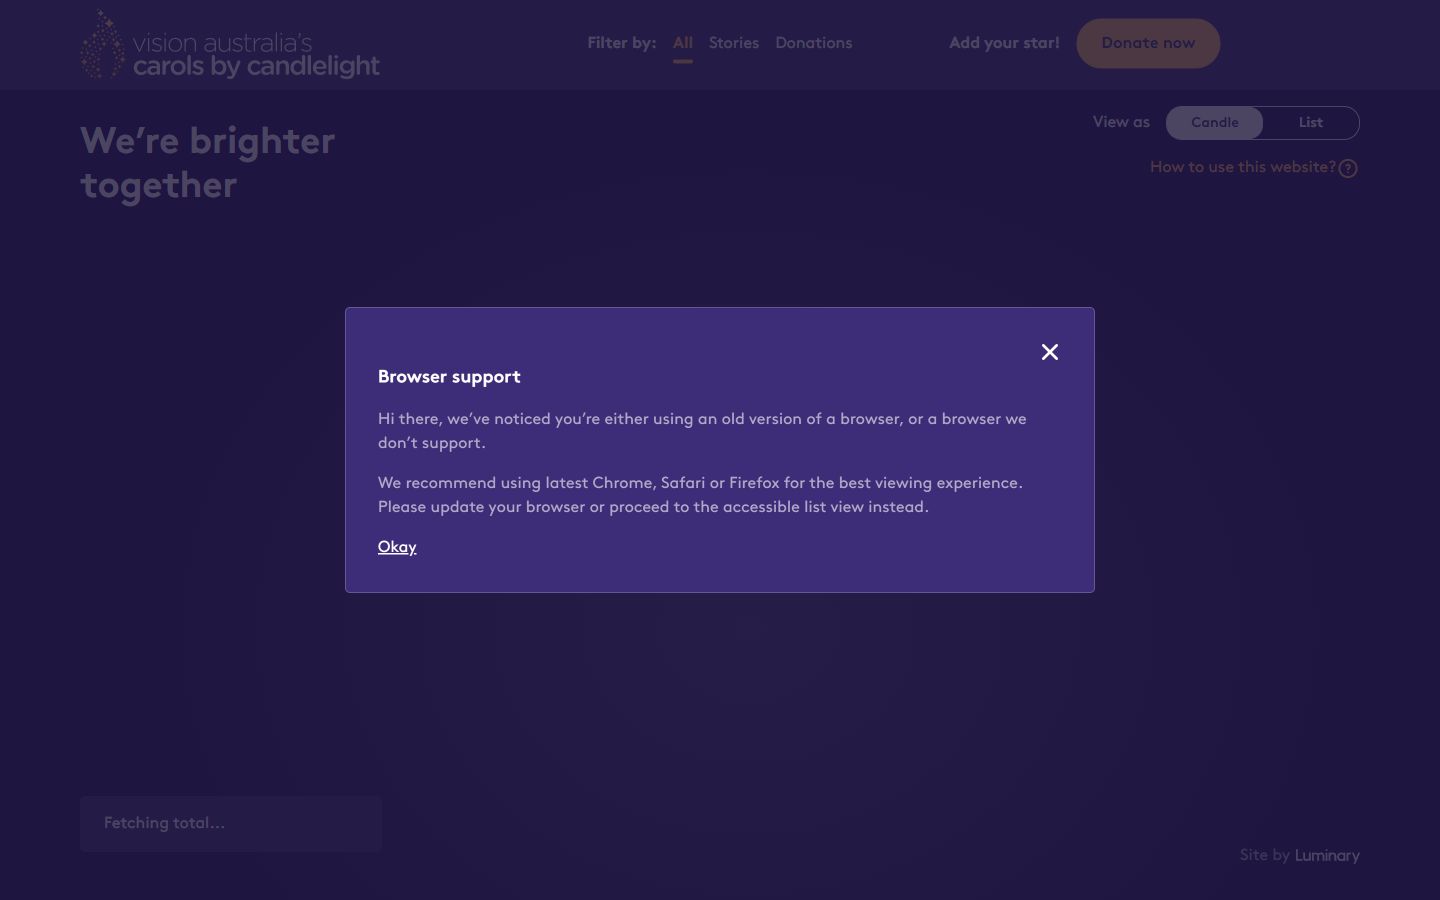 vision australia's
carols by candlelight
Filter by: All Stories Donations
Add your star! Donate now
We're brighter
together
View as Candle List
How to use this website? ?
Browser support
Hi there, we've noticed you're either using an old version of a browser, or a browser we
don't support.
We recommend using latest Chrome, Safari or Firefox for the best viewing experience.
Please update your browser or proceed to the accessible list view instead.
Okay
Fetching total...
Site by Luminary